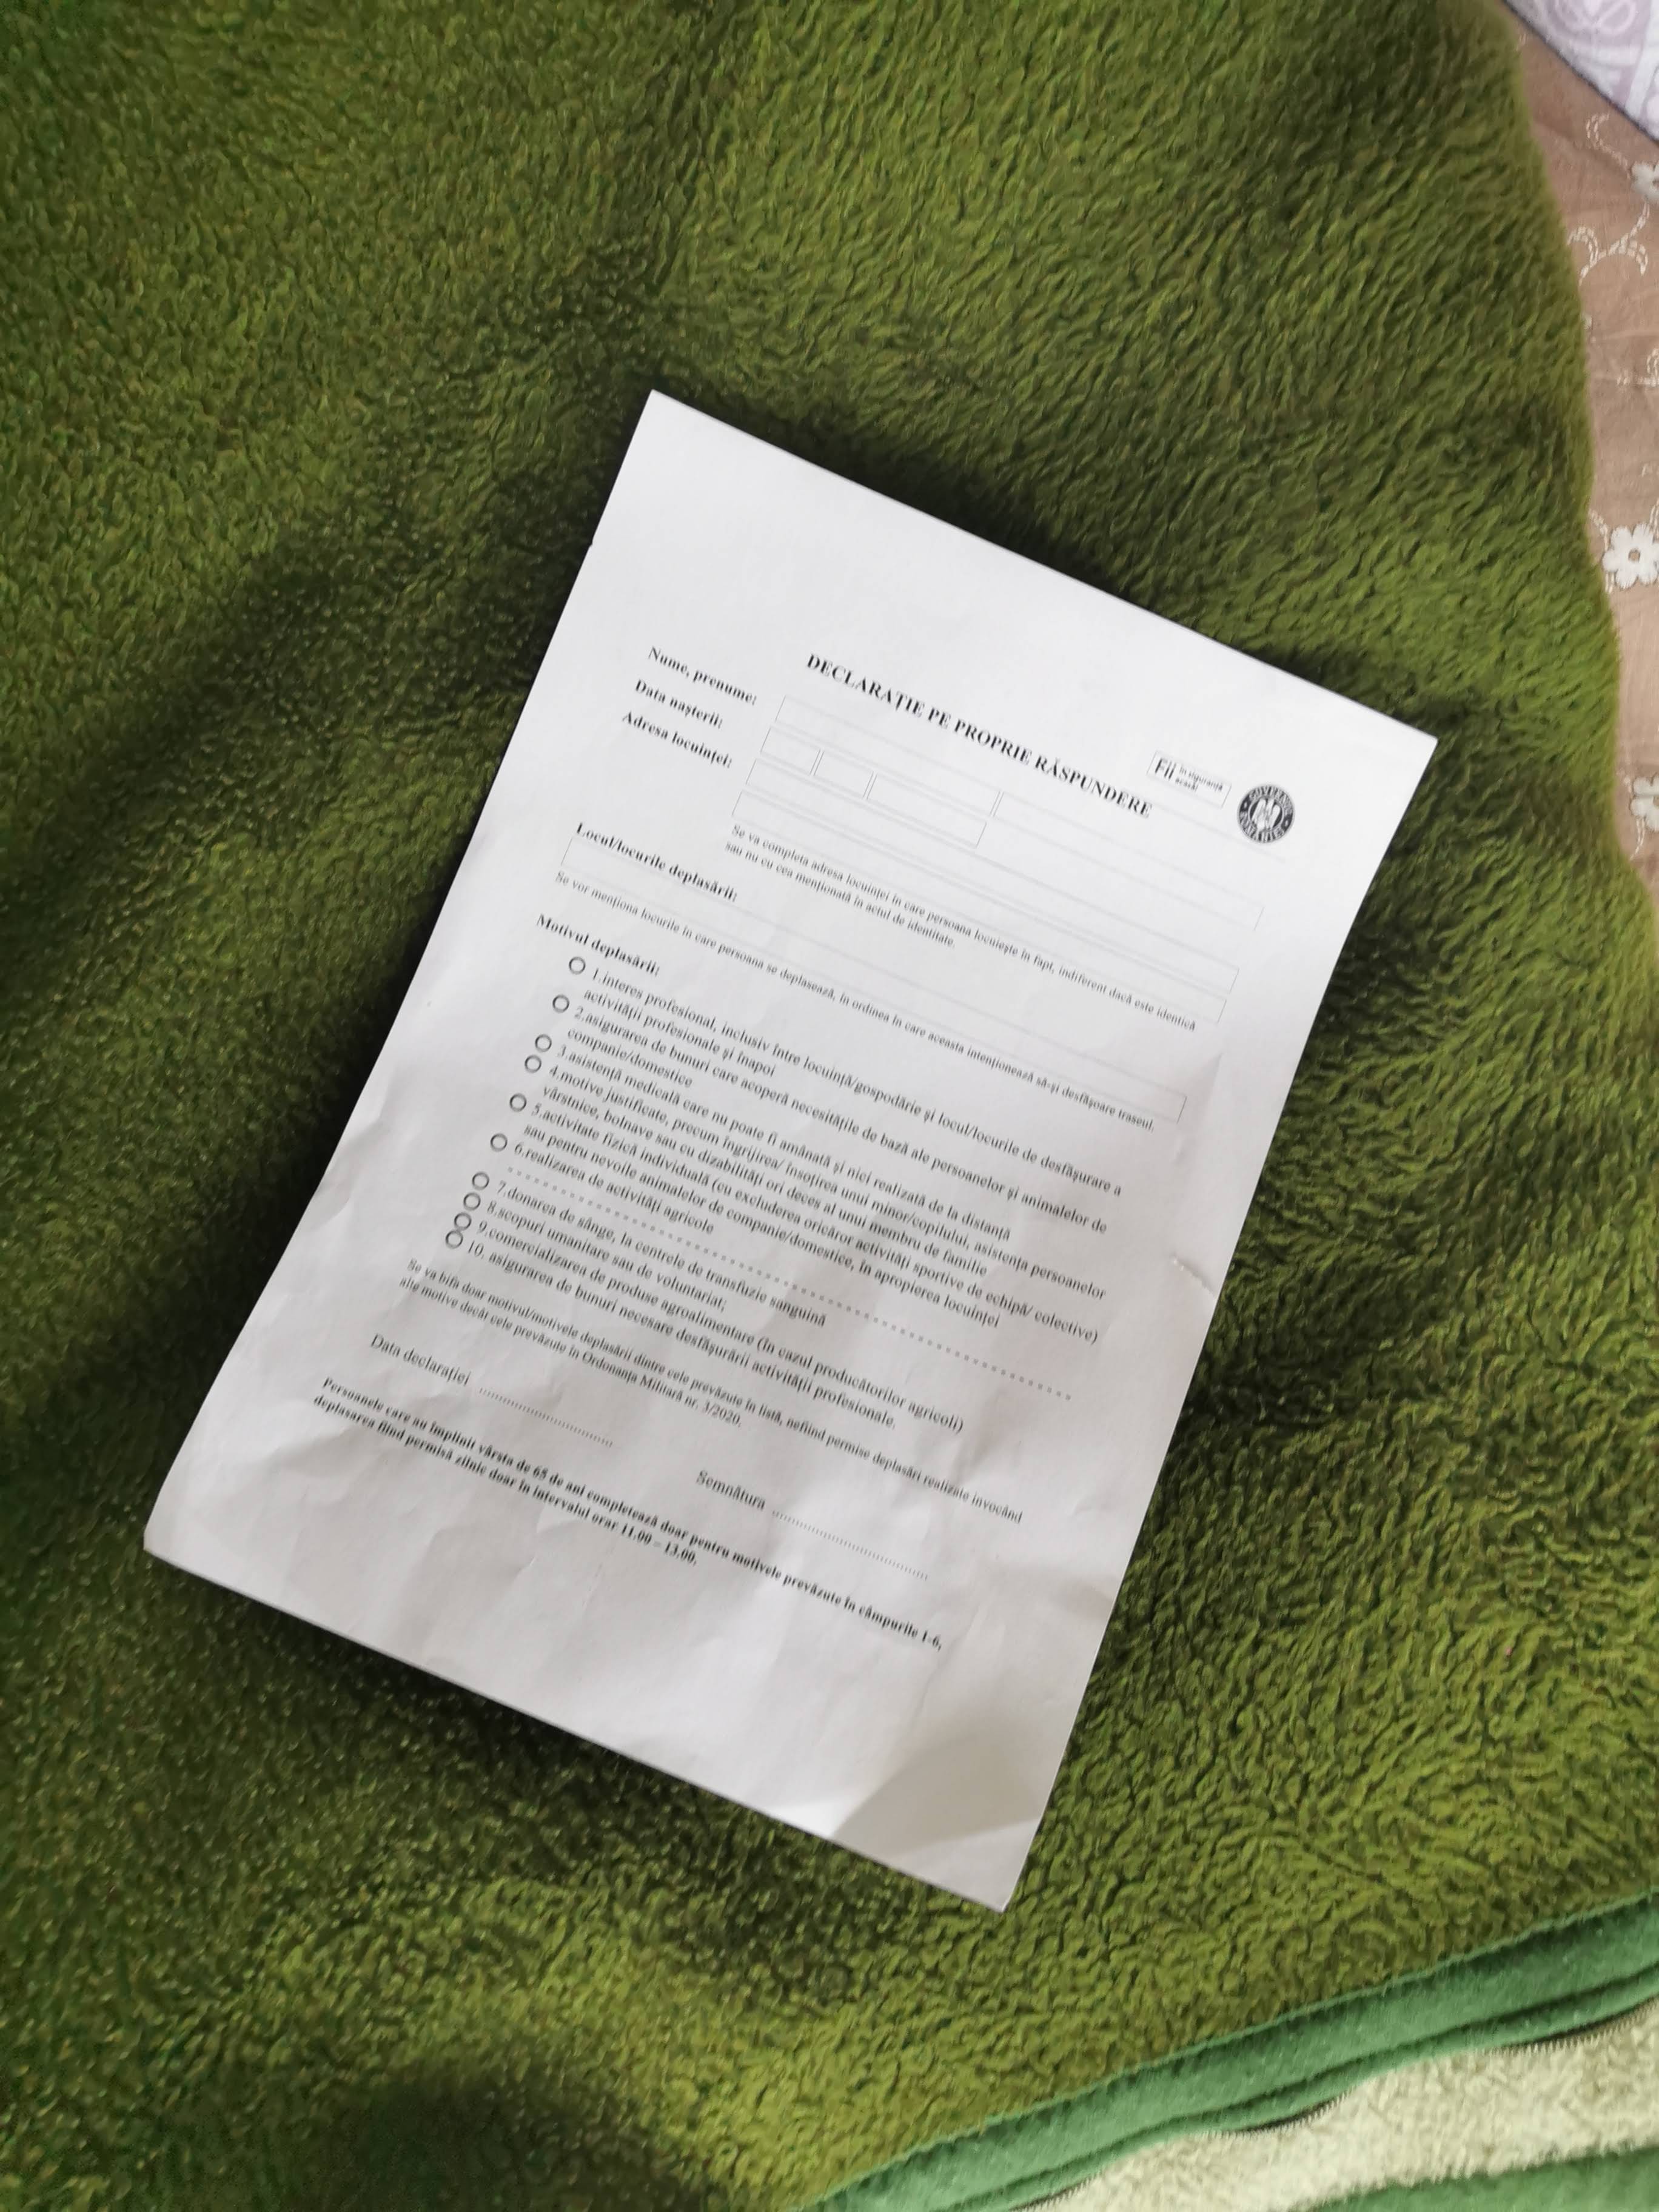 DECLARAȚIE PE PROPRIE RĂSPUNDERE
Fii în siguranță
acasă!
GUVERNUL ROMÂNIEI
Nume, prenume:
Data nașterii:
Adresa locuinței:
Se va completa adresa locuinței în care persoana locuiește în fapt, indiferent dacă este identică
sau nu cu cea menționată în actul de identitate.
Locul/locurile deplasării:
Se vor menționa locurile în care persoana se deplasează, în ordinea în care aceasta intenționează să-și desfășoare traseul.
Motivul deplasării:
1.interes profesional, inclusiv între locuință/gospodărie și locul/locurile de desfășurare a
activității profesionale și înapoi
2.asigurarea de bunuri care acoperă necesitățile de bază ale persoanelor și animalelor de
companie/domestice
3.asistență medicală care nu poate fi amânată și nici realizată de la distanță
4.motive justificate, precum îngrijirea/ însoțirea unui minor/copilului, asistența persoanelor
vârstnice, bolnave sau cu dizabilități ori deces al unui membru de familie
5.activitate fizică individuală (cu excluderea oricăror activități sportive de echipă/ colective)
sau pentru nevoile animalelor de companie/domestice, în apropierea locuinței
6.realizarea de activități agricole
7.donarea de sânge, la centrele de transfuzie sanguină
8.scopuri umanitare sau de voluntariat;
9.comercializarea de produse agroalimentare (în cazul producătorilor agricoli)
10. asigurarea de bunuri necesare desfășurării activității profesionale.
Se va bifa doar motivul/motivele deplasării dintre cele prevăzute în listă, nefiind permise deplasări realizate invocând
alte motive decât cele prevăzute în Ordonanța Militară nr. 3/2020.
Data declarației ................................ Semnătura ................................
Persoanele care au împlinit vârsta de 65 de ani completează doar pentru motivele prevăzute în câmpurile 1-6,
deplasarea fiind permisă zilnic doar în intervalul orar 11.00 – 13.00.